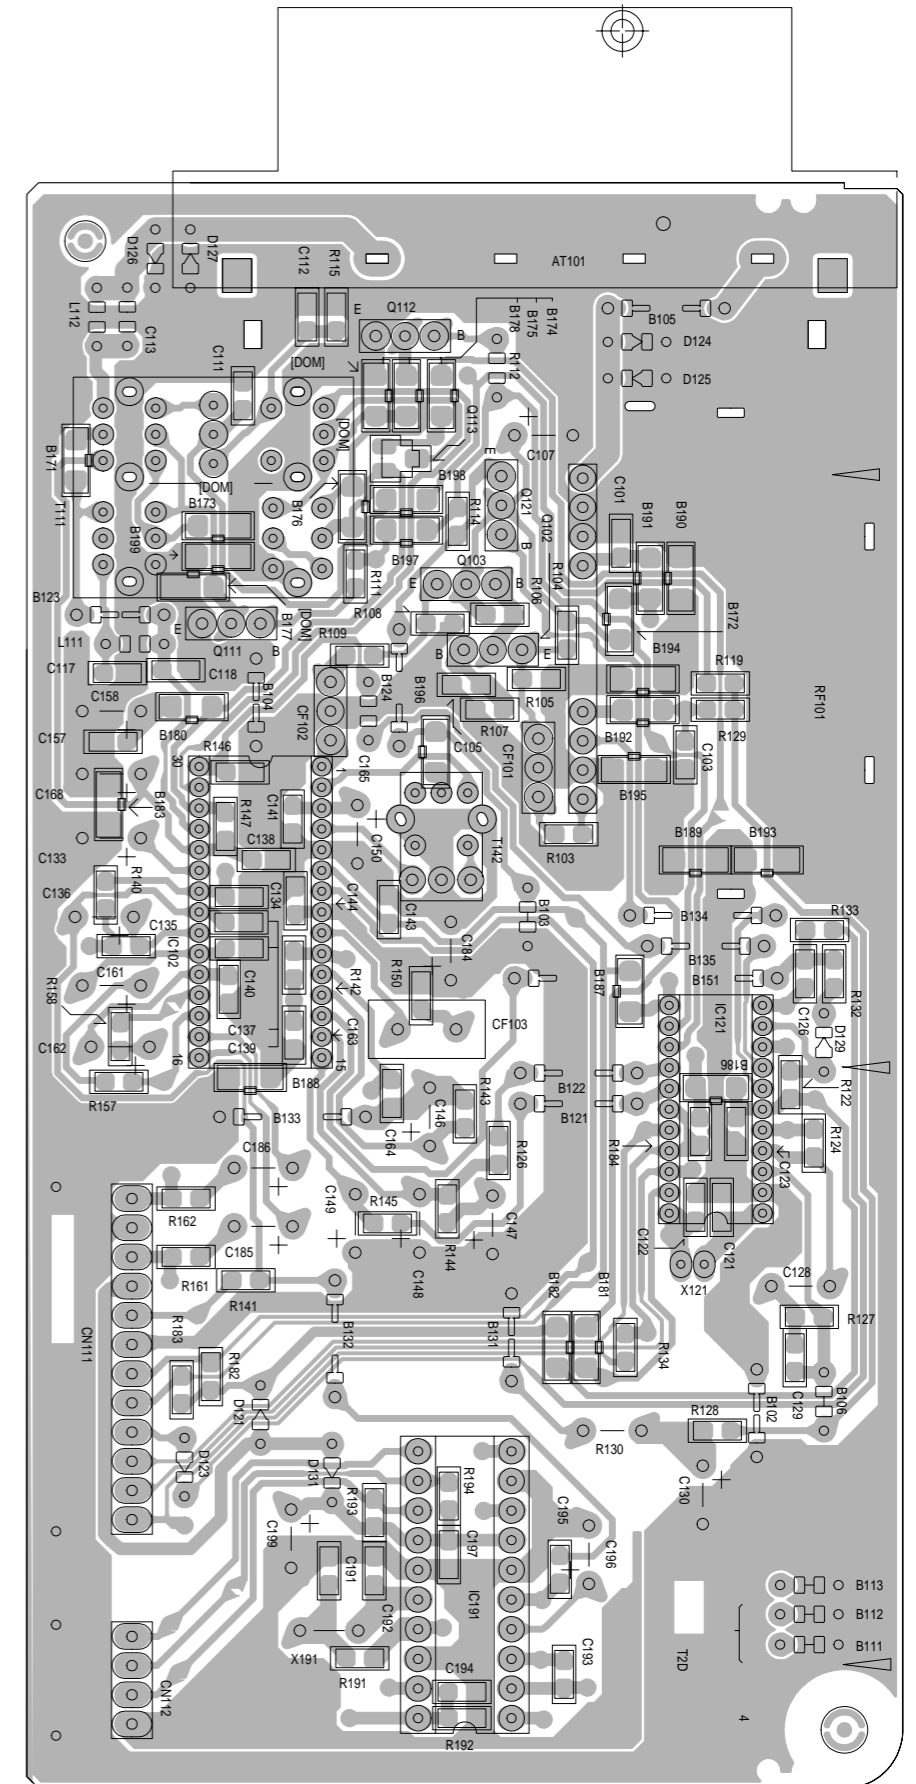 AT101
D126
D127
C112
R115
L112
C113
E
Q112
B
B178
B175
B174
B105
D124
D125
C111
[DOM]
R112
Q113
C107
[DOM]
B171
T111
[DOM]
B173
B199
B176
B198
R114
E
Q121
B
Q102
C101
B191
B190
B197
Q103
E
B
R104
R106
B123
R111
R108
[DOM]
E
Q111
B
B177
R109
L111
B
E
B172
B194
C117
C118
B104
B124
B196
R105
R119
C158
CF102
R107
RF101
C157
B180
R146
C105
CF101
B192
R129
C103
30
1
C165
C168
B183
R147
C141
B195
C138
C150
T142
R103
B189
B193
C133
C136
R140
C134
C144
C143
B103
C184
B134
R133
C135
IC102
B135
R158
C161
C140
R142
R150
B187
B151
IC121
C126
R132
C162
C137
C163
CF103
D129
C139
16
15
B186
R157
B188
B122
R122
B133
C164
C146
R143
B121
R126
R184
R124
C123
C186
R162
C149
R145
C147
C185
R144
C122
C121
R161
C148
X121
C128
R141
CN111
R183
B132
B131
B182
B181
R134
R127
R182
D121
C129
B106
B102
R128
D123
D131
R130
R193
R194
C130
C199
C195
C191
C197
C196
IC191
B113
C192
B112
X191
B111
R191
C193
T2D
CN112
C194
R192
4